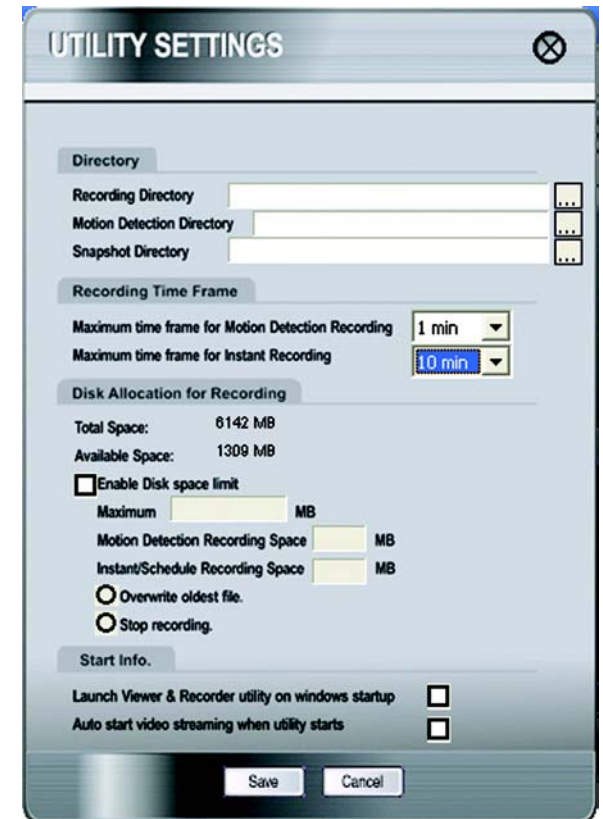 UTILITY SETTINGS
Directory
Recording Directory ...
Motion Detection Directory ...
Snapshot Directory ...
Recording Time Frame
Maximum time frame for Motion Detection Recording 1 min
Maximum time frame for Instant Recording 10 min
Disk Allocation for Recording
Total Space: 6142 MB
Available Space: 1309 MB
Enable Disk space limit
Maximum MB
Motion Detection Recording Space MB
Instant/Schedule Recording Space MB
Overwrite oldest file.
Stop recording.
Start Info.
Launch Viewer & Recorder utility on windows startup
Auto start video streaming when utility starts
Save Cancel